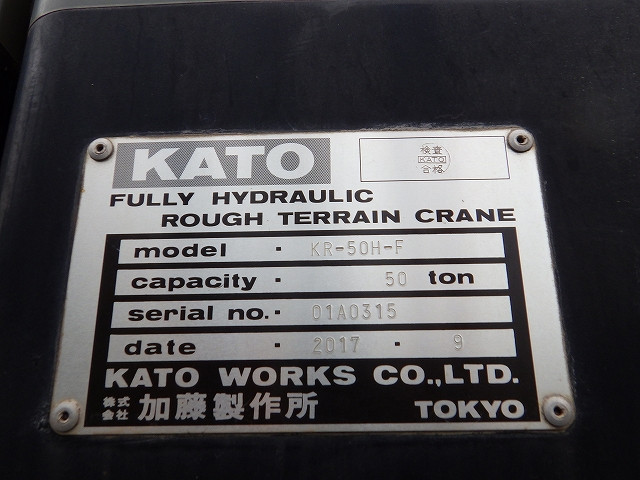 KATO
検査
KATO
合格
FULLY HYDRAULIC
ROUGH TERRAIN CRANE
model · KR-50H-F
capacity · 50 ton
serial no. · 01A0315
date · 2017 · 9
KATO WORKS CO.,LTD.
株式会社 加藤製作所 TOKYO